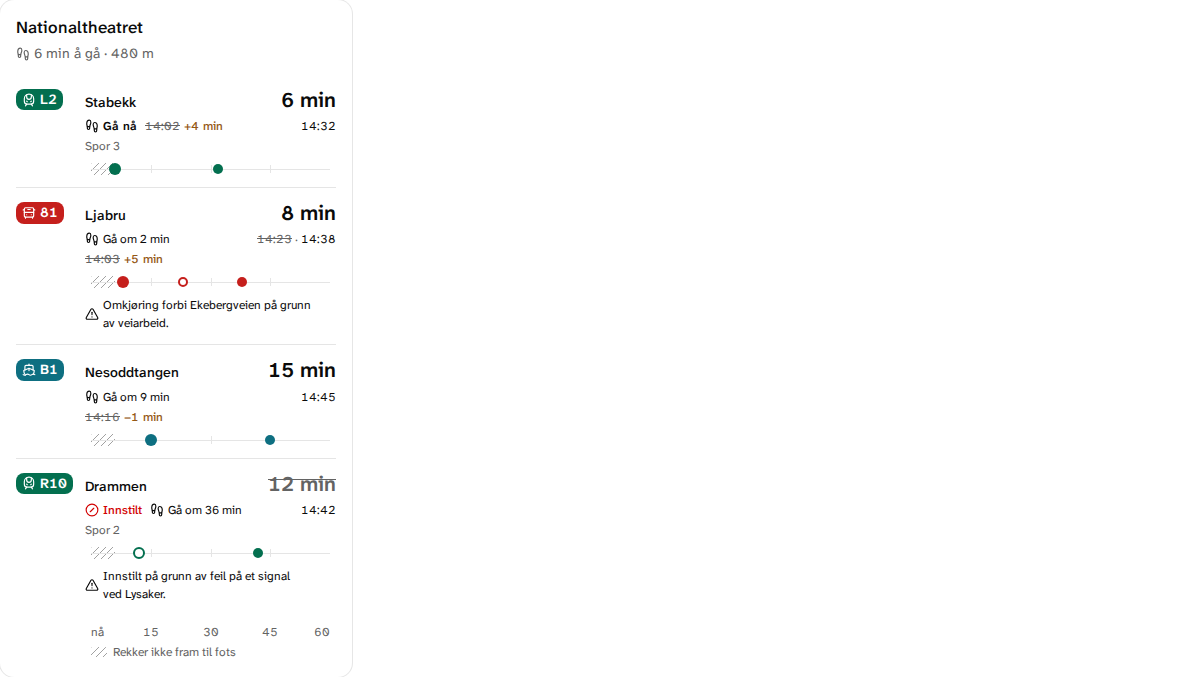 Nationaltheatret
6 min å gå · 480 m
L2 Stabekk 6 min
Gå nå 14:02 +4 min 14:32
Spor 3
81 Ljabru 8 min
Gå om 2 min 14:23 · 14:38
14:03 +5 min
Omkjøring forbi Ekebergveien på grunn
av veiarbeid.
B1 Nesoddtangen 15 min
Gå om 9 min 14:45
14:16 −1 min
R10 Drammen 12 min
Innstilt Gå om 36 min 14:42
Spor 2
Innstilt på grunn av feil på et signal
ved Lysaker.
nå 15 30 45 60
Rekker ikke fram til fots